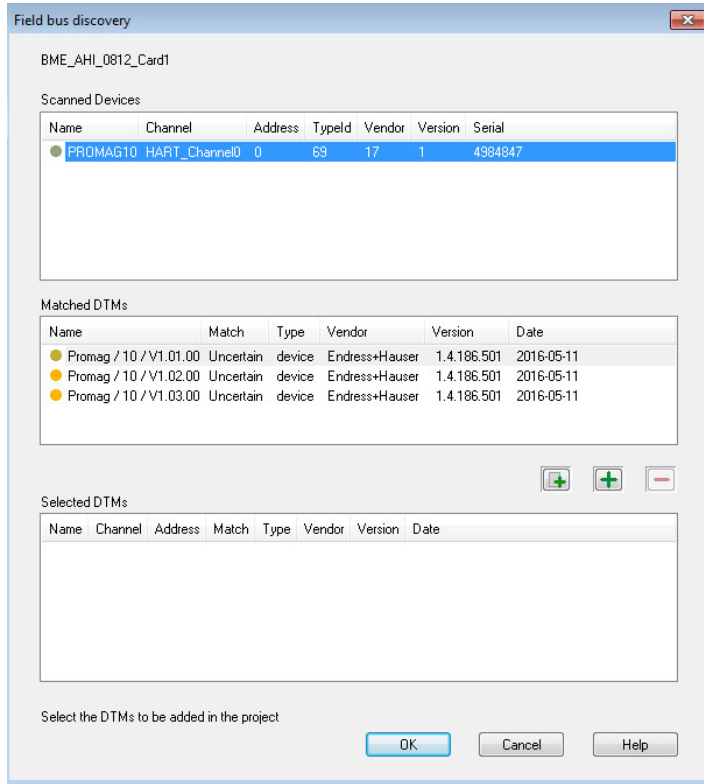 Field bus discovery
BME_AHI_0812_Card1
Scanned Devices
Name Channel Address TypeId Vendor Version Serial
PROMAG10 HART_Channel0 0 69 17 1 4984847
Matched DTMs
Name Match Type Vendor Version Date
Promag / 10 / V1.01.00 Uncertain device Endress+Hauser 1.4.186.501 2016-05-11
Promag / 10 / V1.02.00 Uncertain device Endress+Hauser 1.4.186.501 2016-05-11
Promag / 10 / V1.03.00 Uncertain device Endress+Hauser 1.4.186.501 2016-05-11
Selected DTMs
Name Channel Address Match Type Vendor Version Date
Select the DTMs to be added in the project
OK Cancel Help